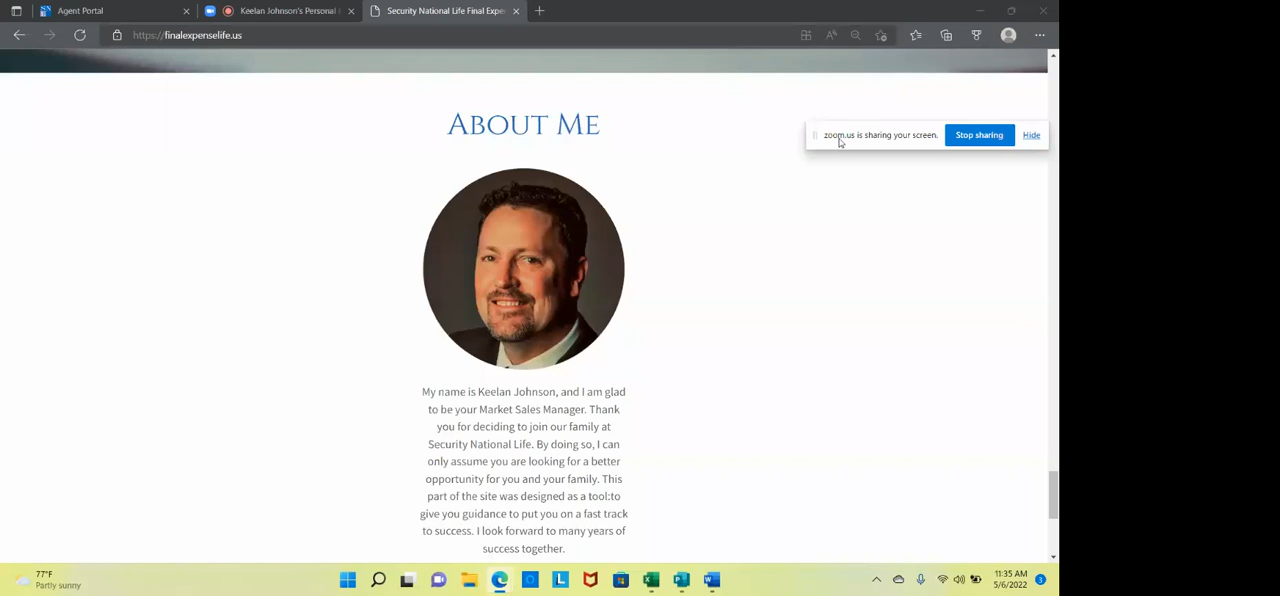 Agent Portal
Keelan Johnson's Personal
Security National Life Final Expe
https://finalexpenselife.us
ABOUT ME
zoom.us is sharing your screen.
Stop sharing
Hide
My name is Keelan Johnson, and I am glad
to be your Market Sales Manager. Thank
you for deciding to join our family at
Security National Life. By doing so, I can
only assume you are looking for a better
opportunity for you and your family. This
part of the site was designed as a tool:to
give you guidance to put you on a fast track
to success. I look forward to many years of
success together.
77°F
Partly sunny
11:35 AM
5/6/2022
3